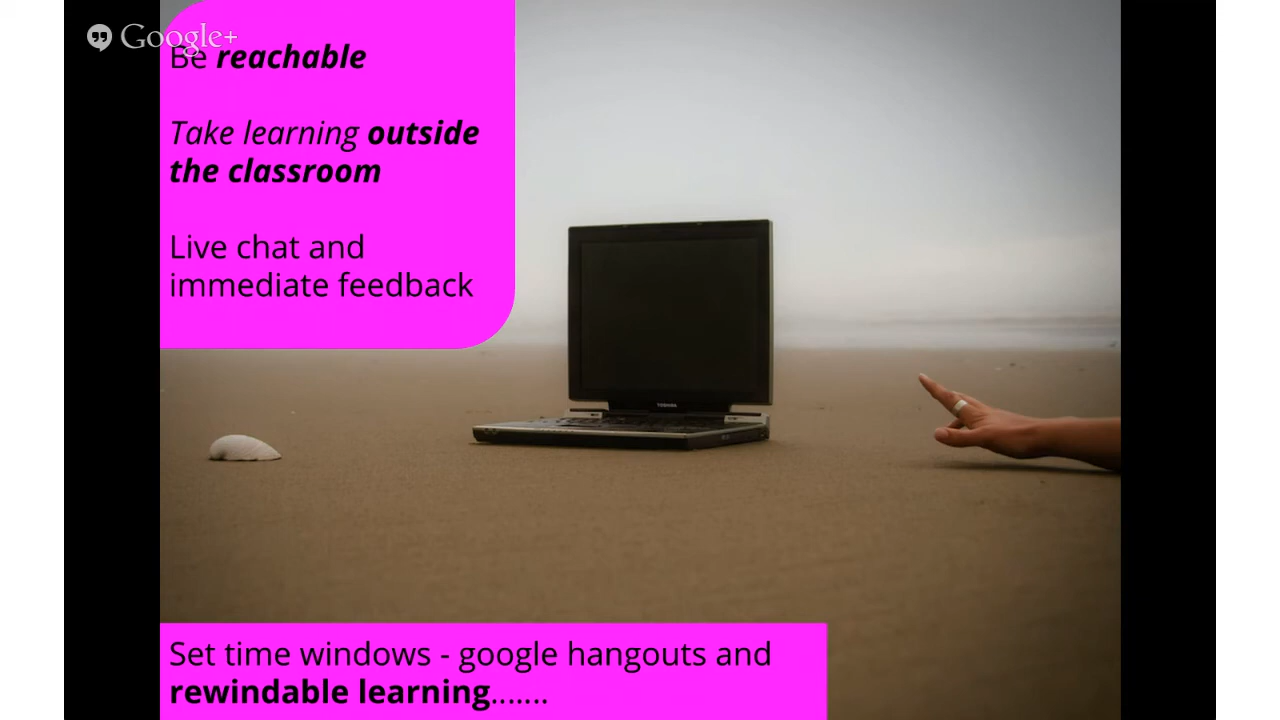 Google+
Be reachable
Take learning outside
the classroom
Live chat and
immediate feedback
TOSHIBA
Set time windows - google hangouts and
rewindable learning.......